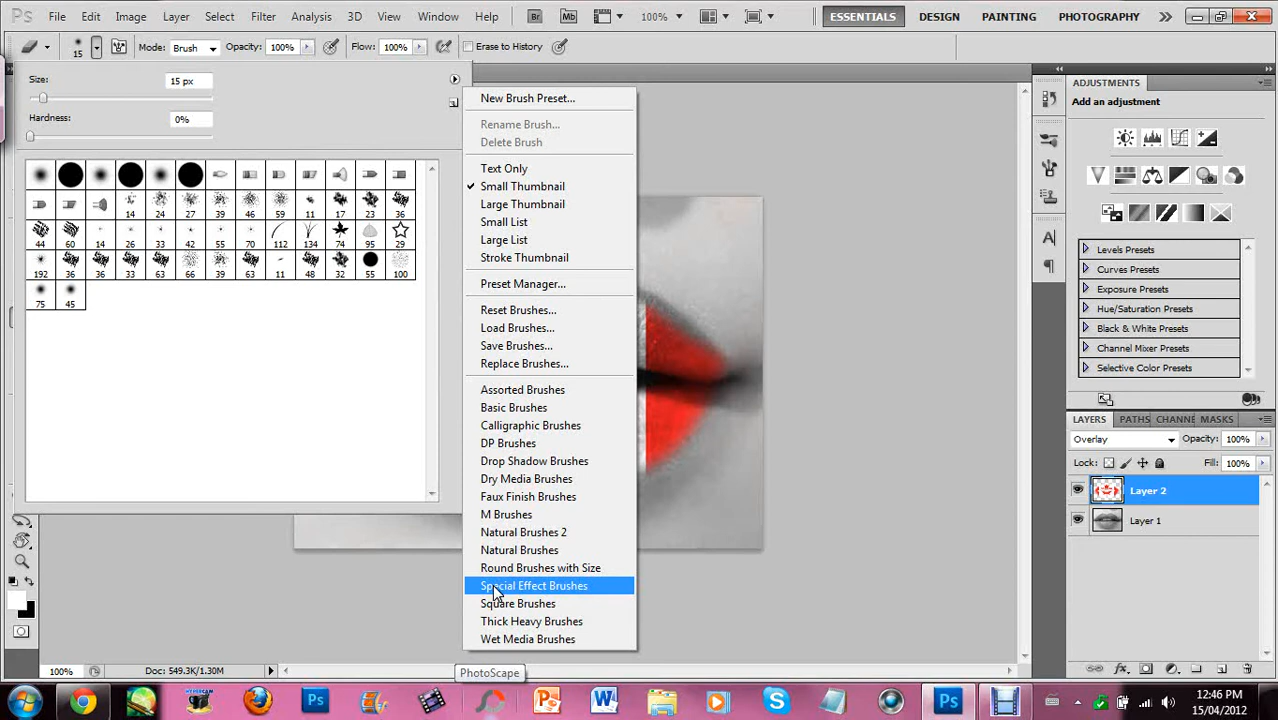 Ps File Edit Image Layer Select Filter Analysis 3D View Window Help Br Mb 100% ESSENTIALS DESIGN PAINTING PHOTOGRAPHY
15 Mode: Brush Opacity: 100% Flow: 100% Erase to History
Size: 15 px
Hardness: 0%
14 24 27 39 46 59 11 17 23 36
44 60 14 26 33 42 55 70 112 134 74 95 29
192 36 36 33 63 66 39 63 11 48 32 55 100
75 45
New Brush Preset...
Rename Brush...
Delete Brush
Text Only
Small Thumbnail
Large Thumbnail
Small List
Large List
Stroke Thumbnail
Preset Manager...
Reset Brushes...
Load Brushes...
Save Brushes...
Replace Brushes...
Assorted Brushes
Basic Brushes
Calligraphic Brushes
DP Brushes
Drop Shadow Brushes
Dry Media Brushes
Faux Finish Brushes
M Brushes
Natural Brushes 2
Natural Brushes
Round Brushes with Size
Special Effect Brushes
Square Brushes
Thick Heavy Brushes
Wet Media Brushes
ADJUSTMENTS
Add an adjustment
Levels Presets
Curves Presets
Exposure Presets
Hue/Saturation Presets
Black & White Presets
Channel Mixer Presets
Selective Color Presets
LAYERS PATHS CHANNE MASKS
Overlay Opacity: 100%
Lock: Fill: 100%
Layer 2
Layer 1
100% Doc: 549.3K/1.30M
PhotoScape
12:46 PM
15/04/2012